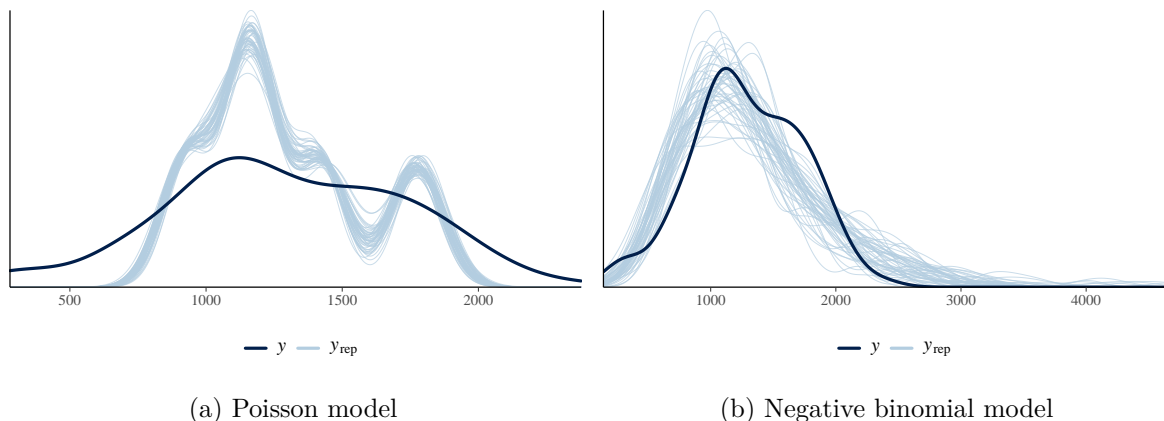 500 1000 1500 2000
1000 2000 3000 4000
y y_rep
y y_rep
(a) Poisson model
(b) Negative binomial model